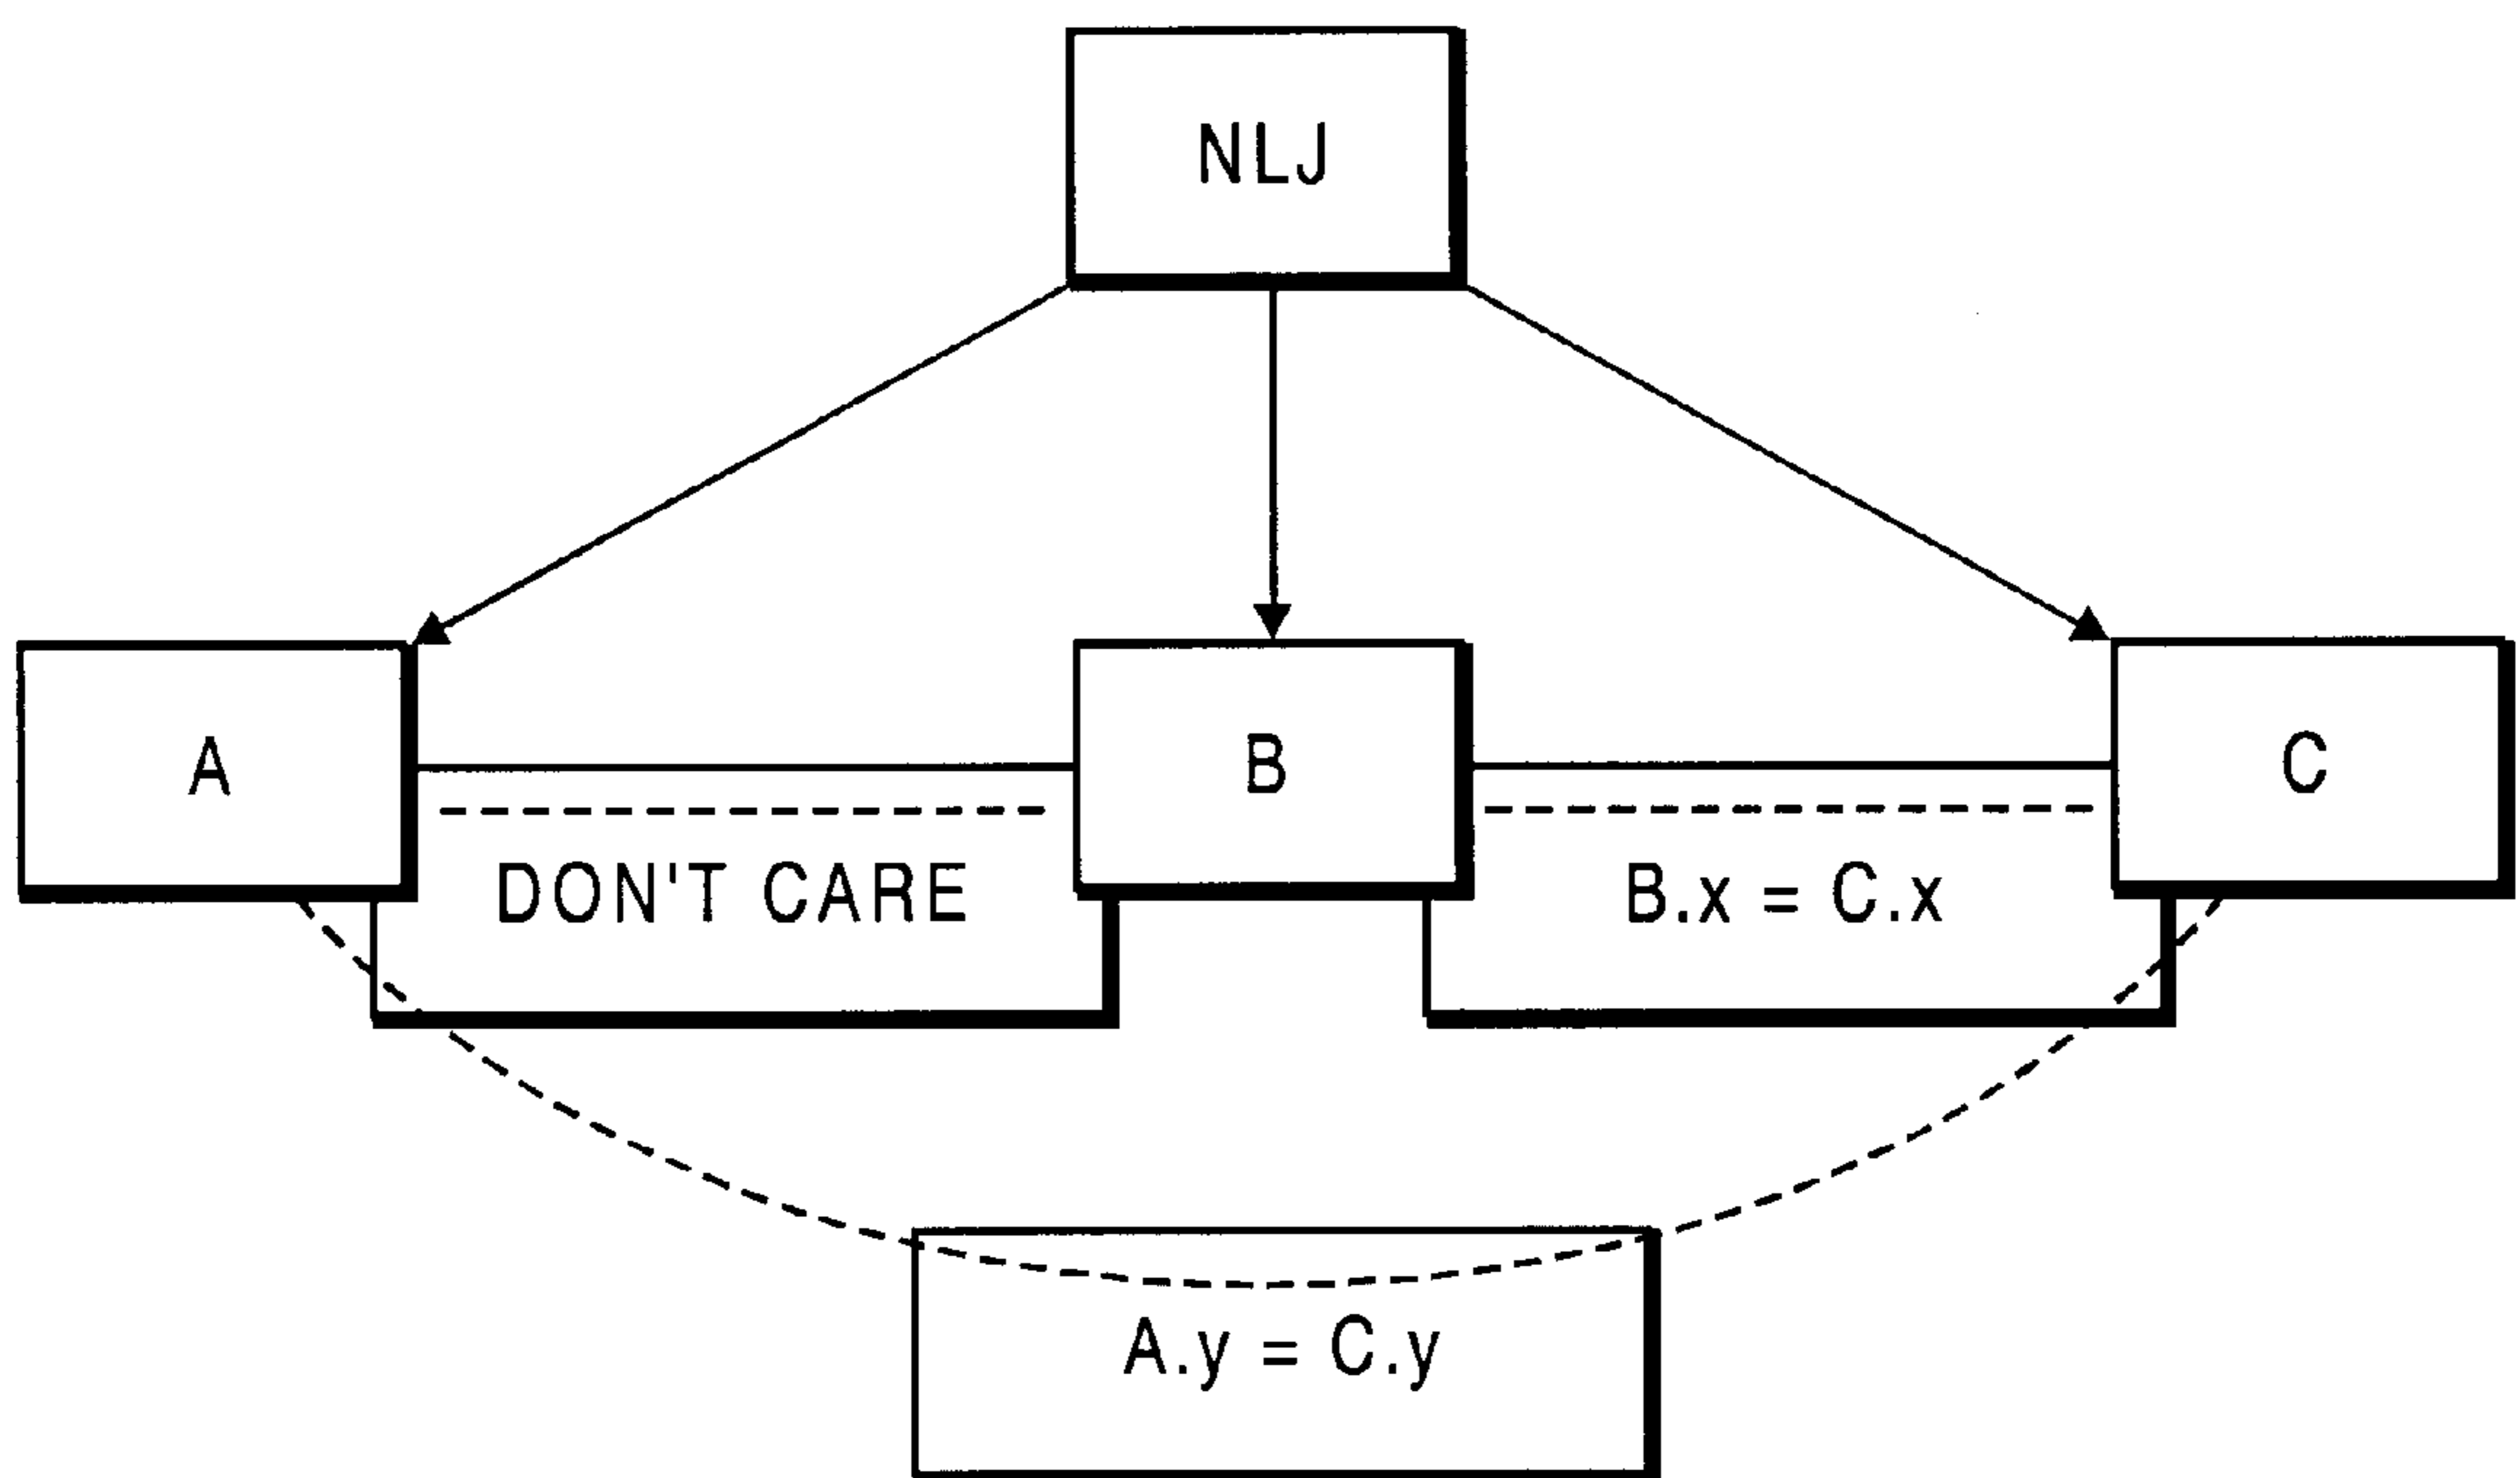 NLJ
A
B
C
DON'T CARE
B.x = C.x
A.y = C.y